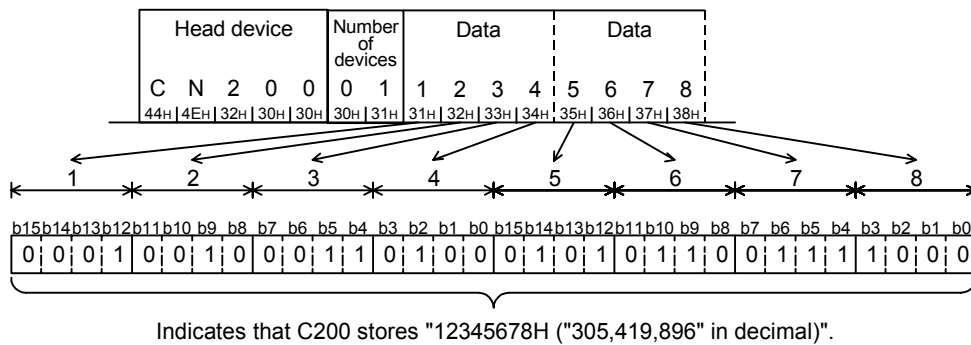 Head device Number of devices Data Data
C N 2 0 0 0 1 1 2 3 4 5 6 7 8
44H 4EH 32H 30H 30H 30H 31H 31H 32H 33H 34H 35H 36H 37H 38H
1 2 3 4 5 6 7 8
b15 b14 b13 b12 b11 b10 b9 b8 b7 b6 b5 b4 b3 b2 b1 b0 b15 b14 b13 b12 b11 b10 b9 b8 b7 b6 b5 b4 b3 b2 b1 b0
0 0 0 1 0 0 1 0 0 0 1 1 0 1 0 0 0 1 0 1 0 1 1 0 0 1 1 1 1 0 0 0
Indicates that C200 stores "12345678H ("305,419,896" in decimal)".